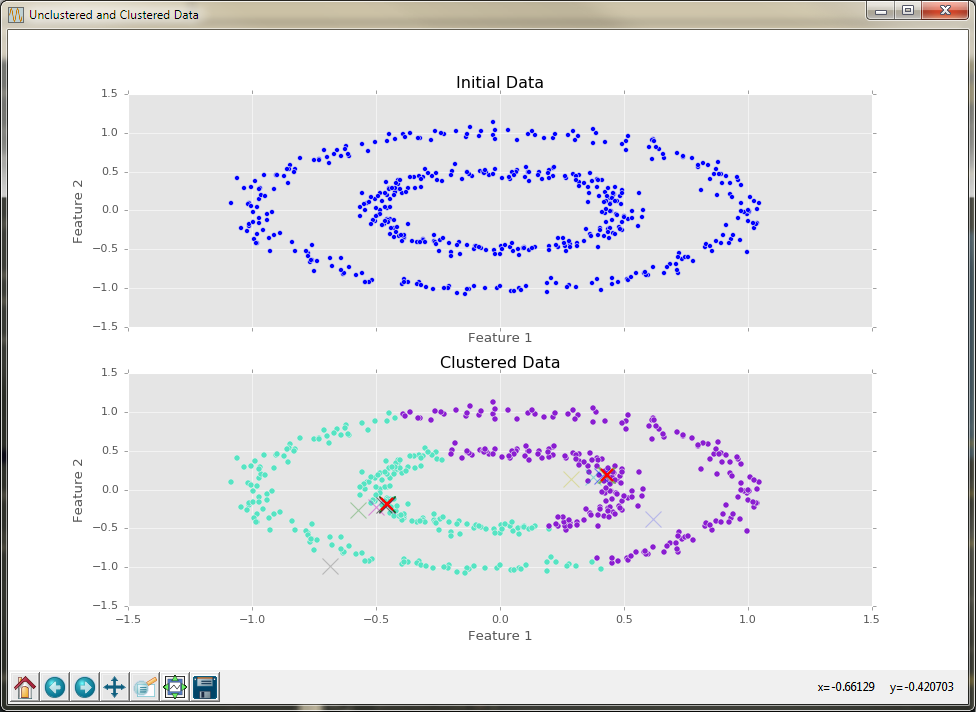 Unclustered and Clustered Data
Initial Data
1.5
1.0
0.5
0.0
−0.5
−1.0
−1.5
Feature 2
Feature 1
Clustered Data
1.5
1.0
0.5
0.0
−0.5
−1.0
−1.5
Feature 2
−1.5 −1.0 −0.5 0.0 0.5 1.0 1.5
Feature 1
x=-0.66129 y=-0.420703